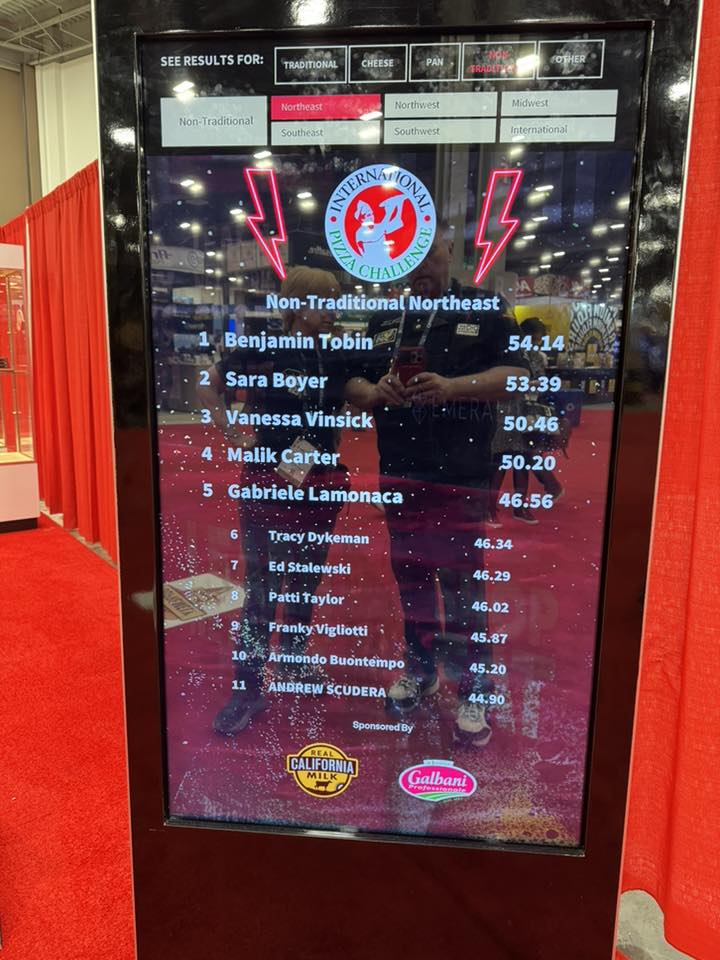 SEE RESULTS FOR: TRADITIONAL CHEESE PAN NON TRADITIONAL OTHER
Non-Traditional
Northeast Northwest Midwest
Southeast Southwest International
INTERNATIONAL
PIZZA CHALLENGE
Non-Traditional Northeast
1 Benjamin Tobin 54.14
2 Sara Boyer 53.39
3 Vanessa Vinsick 50.46
4 Malik Carter 50.20
5 Gabriele Lamonaca 46.56
6 Tracy Dykeman 46.34
7 Ed Stalewski 46.29
8 Patti Taylor 46.02
9 Franky Vigliotti 45.87
10 Armondo Buontempo 45.20
11 ANDREW SCUDERA 44.90
Sponsored By
REAL
CALIFORNIA
MILK
Galbani
Professionale